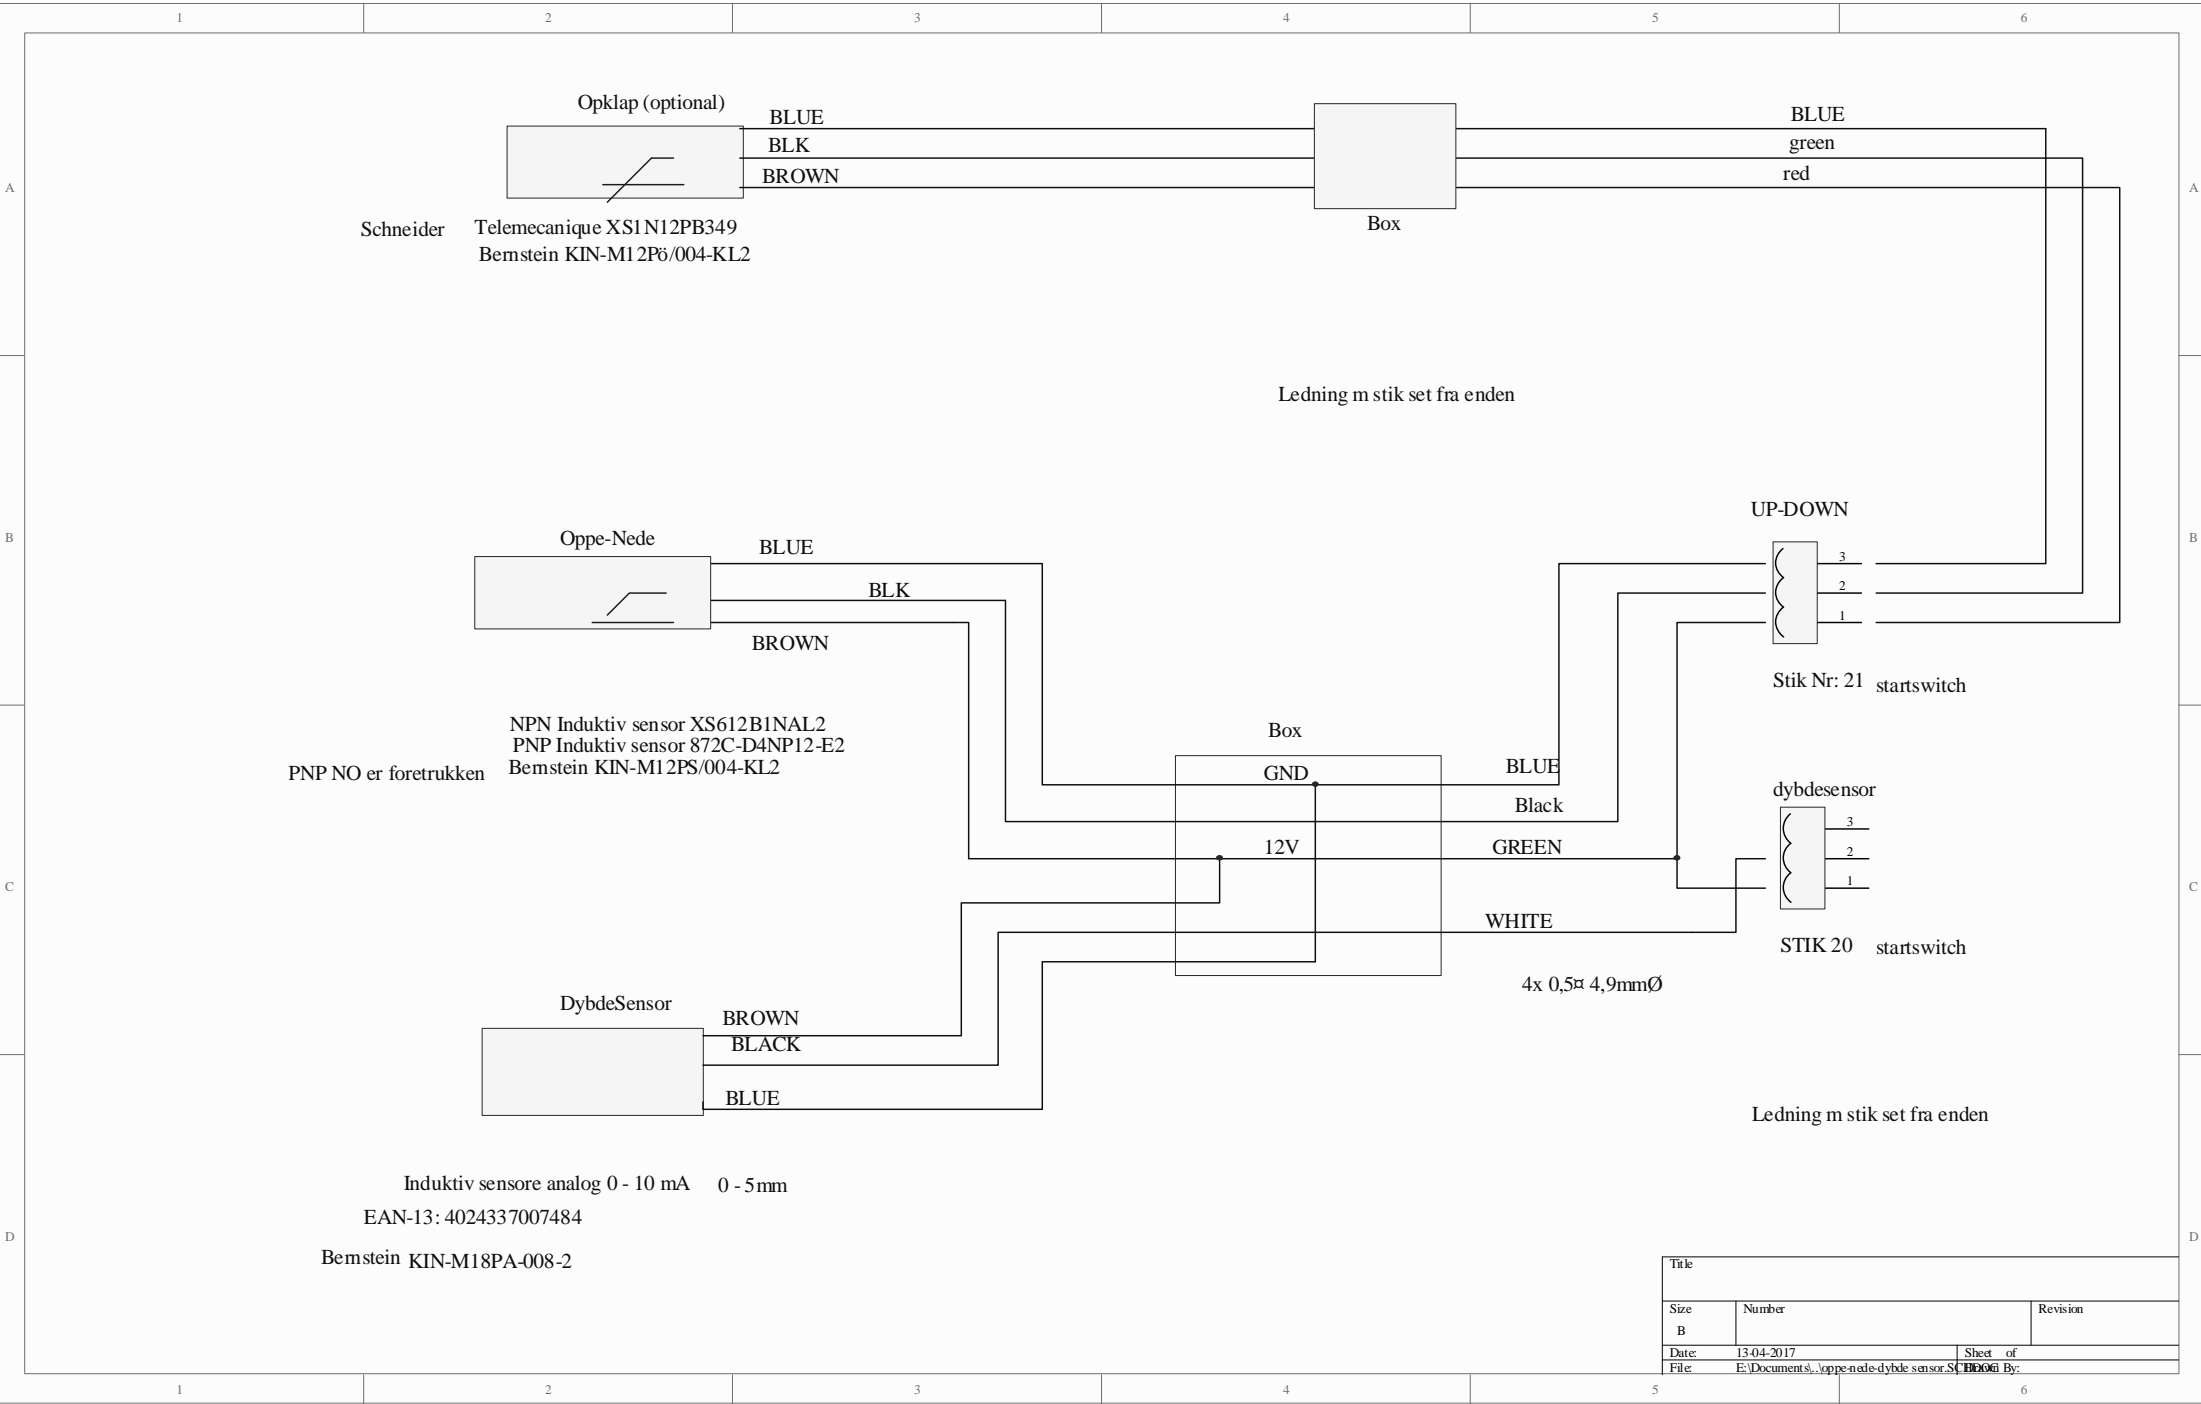 1 2 3 4 5 6
Opklap (optional)
BLUE
BLK
BROWN
BLUE
green
red
A A
Box
Schneider Telemecanique XS1N12PB349
Bernstein KIN-M12Pö/004-KL2
Ledning m stik set fra enden
UP-DOWN
3
2
1
Stik Nr: 21 startswitch
B B
Oppe-Nede
BLUE
BLK
BROWN
NPN Induktiv sensor XS612B1NAL2
PNP Induktiv sensor 872C-D4NP12-E2
PNP NO er foretrukken Bernstein KIN-M12PS/004-KL2
Box
GND
12V
BLUE
Black
GREEN
WHITE
4x 0,5¤ 4,9mmØ
dybdesensor
3
2
1
STIK 20 startswitch
C C
DybdeSensor
BROWN
BLACK
BLUE
Ledning m stik set fra enden
Induktiv sensore analog 0 - 10 mA 0 - 5mm
EAN-13: 4024337007484
Bernstein KIN-M18PA-008-2
D D
Title
Size Number Revision
B
Date: 13-04-2017 Sheet of
File: E:\Documents\..\oppe-nede-dybde sensor.SCHDOC By:
1 2 3 4 5 6